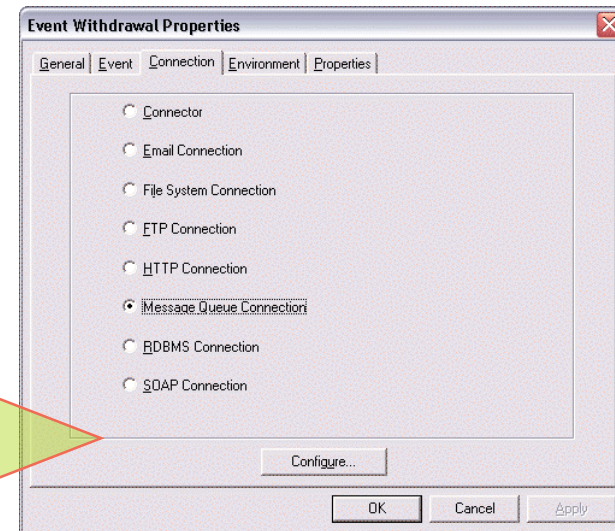 Event Withdrawal Properties
General Event Connection Environment Properties
Connector
Email Connection
File System Connection
FTP Connection
HTTP Connection
Message Queue Connection
RDBMS Connection
SOAP Connection
Configure...
OK Cancel Apply